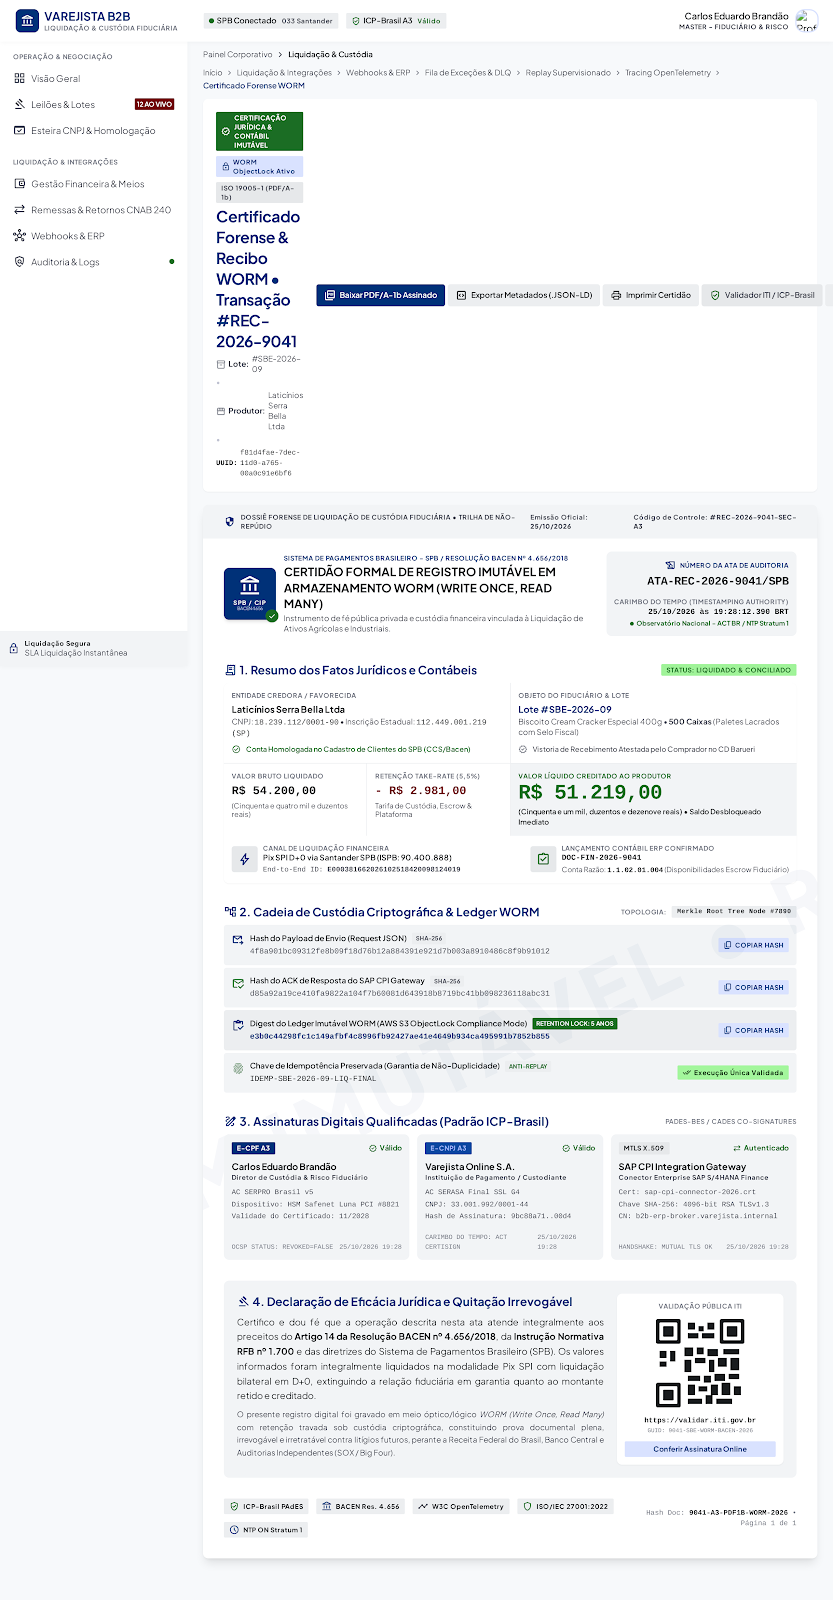 VAREJISTA B2B
LIQUIDAÇÃO & CUSTÓDIA FIDUCIÁRIA
SPB Conectado 033 Santander
ICP-Brasil A3 Válido
Carlos Eduardo Brandão
MASTER - FIDUCIÁRIO & RISCO
OPERAÇÃO & NEGOCIAÇÃO
Visão Geral
Leilões & Lotes 12 AO VIVO
Esteira CNPJ & Homologação
LIQUIDAÇÃO & INTEGRAÇÕES
Gestão Financeira & Meios
Remessas & Retornos CNAB 240
Webhooks & ERP
Auditoria & Logs
Liquidação Segura
SLA Liquidação Instantânea
Painel Corporativo > Liquidação & Custódia
Início > Liquidação & Integrações > Webhooks & ERP > Fila de Exceções & DLQ > Replay Supervisionado > Tracing OpenTelemetry >
Certificado Forense WORM
CERTIFICAÇÃO
JURÍDICA &
CONTÁBIL
IMUTÁVEL
WORM
ObjectLock Ativo
ISO 19005-1 (PDF/A-
1b)
Certificado
Forense &
Recibo
WORM •
Transação
#REC-
2026-9041
Lote: #SBE-2026-
09
•
Produtor: Laticínios
Serra
Bella
Ltda
•
UUID: f81d4fae-7dec-
11d0-a765-
00a0c91e6bf6
Baixar PDF/A-1b Assinado
Exportar Metadados (.JSON-LD)
Imprimir Certidão
Validador ITI / ICP-Brasil
DOSSIÊ FORENSE DE LIQUIDAÇÃO DE CUSTÓDIA FIDUCIÁRIA • TRILHA DE NÃO-
REPÚDIO
Emissão Oficial:
25/10/2026
Código de Controle: #REC-2026-9041-SEC-
A3
SPB / CIP
BACEN 4.656
SISTEMA DE PAGAMENTOS BRASILEIRO - SPB / RESOLUÇÃO BACEN Nº 4.656/2018
CERTIDÃO FORMAL DE REGISTRO IMUTÁVEL EM
ARMAZENAMENTO WORM (WRITE ONCE, READ
MANY)
Instrumento de fé pública privada e custódia financeira vinculada à Liquidação de
Ativos Agrícolas e Industriais.
NÚMERO DA ATA DE AUDITORIA
ATA-REC-2026-9041/SPB
CARIMBO DO TEMPO (TIMESTAMPING AUTHORITY)
25/10/2026 às 19:28:12.390 BRT
• Observatório Nacional - ACT BR / NTP Stratum 1
1. Resumo dos Fatos Jurídicos e Contábeis
STATUS: LIQUIDADO & CONCILIADO
ENTIDADE CREDORA / FAVORECIDA
Laticínios Serra Bella Ltda
CNPJ: 18.239.112/0001-90 • Inscrição Estadual: 112.449.001.219
(SP)
Conta Homologada no Cadastro de Clientes do SPB (CCS/Bacen)
OBJETO DO FIDUCIÁRIO & LOTE
Lote #SBE-2026-09
Biscoito Cream Cracker Especial 400g • 500 Caixas (Paletes Lacrados
com Selo Fiscal)
Vistoria de Recebimento Atestada pelo Comprador no CD Barueri
VALOR BRUTO LIQUIDADO
R$ 54.200,00
(Cinquenta e quatro mil e duzentos
reais)
RETENÇÃO TAKE-RATE (5,5%)
- R$ 2.981,00
Tarifa de Custódia, Escrow &
Plataforma
VALOR LÍQUIDO CREDITADO AO PRODUTOR
R$ 51.219,00
(Cinquenta e um mil, duzentos e dezenove reais) • Saldo Desbloqueado
Imediato
CANAL DE LIQUIDAÇÃO FINANCEIRA
Pix SPI D+0 via Santander SPB (ISPB: 90.400.888)
End-to-End ID: E00038166202610251842009812​4019
LANÇAMENTO CONTÁBIL ERP CONFIRMADO
DOC-FIN-2026-9041
Conta Razão: 1.1.02.01.004 (Disponibilidades Escrow Fiduciário)
2. Cadeia de Custódia Criptográfica & Ledger WORM
TOPOLOGIA: Merkle Root Tree Node #7890
Hash do Payload de Envio (Request JSON) SHA-256
4f8a901bc09312fe8b09f18d76b12a884391e921d7b003a8910486c8f9b91012
COPIAR HASH
Hash do ACK de Resposta do SAP CPI Gateway SHA-256
d85a92a19ce410fa9822a104f7b60081d643918b8719bc41bb098236118abc31
COPIAR HASH
Digest do Ledger Imutável WORM (AWS S3 ObjectLock Compliance Mode) RETENTION LOCK: 5 ANOS
e3b0c44298fc1c149afbf4c8996fb92427ae41e4649b934ca495991b7852b855
COPIAR HASH
Chave de Idempotência Preservada (Garantia de Não-Duplicidade) ANTI-REPLAY
IDEMP-SBE-2026-09-LIQ-FINAL
Execução Única Validada
3. Assinaturas Digitais Qualificadas (Padrão ICP-Brasil)
PADES-BES / CADES CO-SIGNATURES
E-CPF A3 Válido
Carlos Eduardo Brandão
Diretor de Custódia & Risco Fiduciário
AC SERPRO Brasil v5
Dispositivo: HSM Safenet Luna PCI #8821
Validade do Certificado: 11/2028
OCSP STATUS: REVOKED=FALSE 25/10/2026 19:28
E-CNPJ A3 Válido
Varejista Online S.A.
Instituição de Pagamento / Custodiante
AC SERASA Final SSL G4
CNPJ: 33.001.992/0001-44
Hash de Assinatura: 9bc88a71..00d4
CARIMBO DO TEMPO: ACT
CERTISIGN
25/10/2026
19:28
MTLS X.509 Autenticado
SAP CPI Integration Gateway
Conector Enterprise SAP S/4HANA Finance
Cert: sap-cpi-connector-2026.crt
Chave SHA-256: 4096-bit RSA TLSv1.3
CN: b2b-erp-broker.varejista.internal
HANDSHAKE: MUTUAL TLS OK 25/10/2026 19:28
4. Declaração de Eficácia Jurídica e Quitação Irrevogável
Certifico e dou fé que a operação descrita nesta ata atende integralmente aos
preceitos do Artigo 14 da Resolução BACEN nº 4.656/2018, da Instrução Normativa
RFB nº 1.700 e das diretrizes do Sistema de Pagamentos Brasileiro (SPB). Os valores
informados foram integralmente liquidados na modalidade Pix SPI com liquidação
bilateral em D+0, extinguindo a relação fiduciária em garantia quanto ao montante
retido e creditado.
O presente registro digital foi gravado em meio óptico/lógico WORM (Write Once, Read Many)
com retenção travada sob custódia criptográfica, constituindo prova documental plena,
irrevogável e irretratável contra litígios futuros, perante a Receita Federal do Brasil, Banco Central e
Auditorias Independentes (SOX / Big Four).
VALIDAÇÃO PÚBLICA ITI
https://validar.iti.gov.br
GUID: 9041-SBE-WORM-BACEN-2026
Conferir Assinatura Online
ICP-Brasil PAdES
BACEN Res. 4.656
W3C OpenTelemetry
ISO/IEC 27001:2022
NTP ON Stratum 1
Hash Doc: 9041-A3-PDF1B-WORM-2026 •
Página 1 de 1